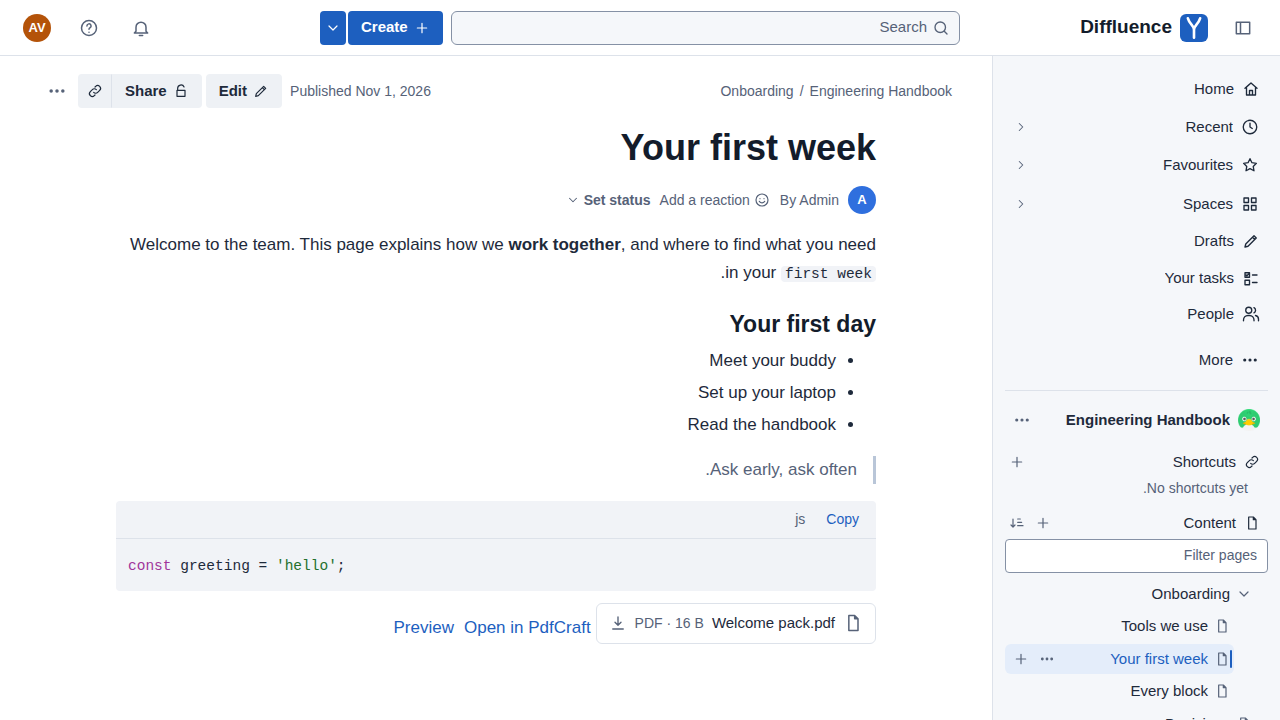 AV
Create
Search
Diffluence
Share
Edit
Published Nov 1, 2026
Onboarding / Engineering Handbook
Your first week
Set status
Add a reaction
By Admin
A
Welcome to the team. This page explains how we work together, and where to find what you need
.in your first week
Your first day
• Meet your buddy
• Set up your laptop
• Read the handbook
.Ask early, ask often
js
Copy
const greeting = 'hello';
Preview
Open in PdfCraft
PDF · 16 B
Welcome pack.pdf
Home
Recent
Favourites
Spaces
Drafts
Your tasks
People
More
Engineering Handbook
Shortcuts
.No shortcuts yet
Content
Filter pages
Onboarding
Tools we use
Your first week
Every block